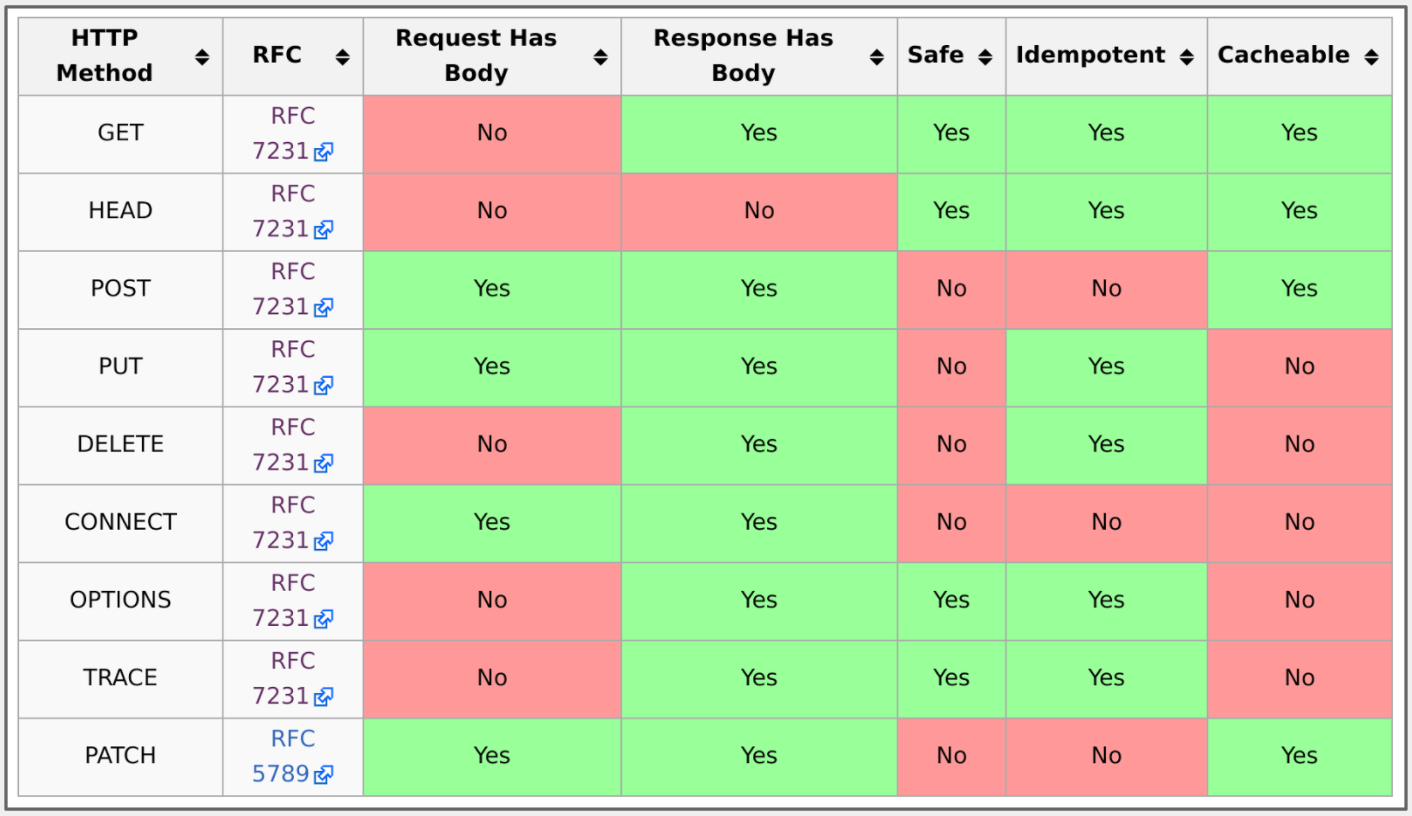 HTTP Method RFC Request Has Body Response Has Body Safe Idempotent Cacheable
GET RFC 7231 No Yes Yes Yes Yes
HEAD RFC 7231 No No Yes Yes Yes
POST RFC 7231 Yes Yes No No Yes
PUT RFC 7231 Yes Yes No Yes No
DELETE RFC 7231 No Yes No Yes No
CONNECT RFC 7231 Yes Yes No No No
OPTIONS RFC 7231 No Yes Yes Yes No
TRACE RFC 7231 No Yes Yes Yes No
PATCH RFC 5789 Yes Yes No No Yes